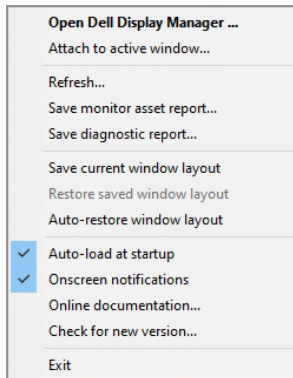 Open Dell Display Manager ...
Attach to active window...
Refresh...
Save monitor asset report...
Save diagnostic report...
Save current window layout
Restore saved window layout
Auto-restore window layout
Auto-load at startup
Onscreen notifications
Online documentation...
Check for new version...
Exit